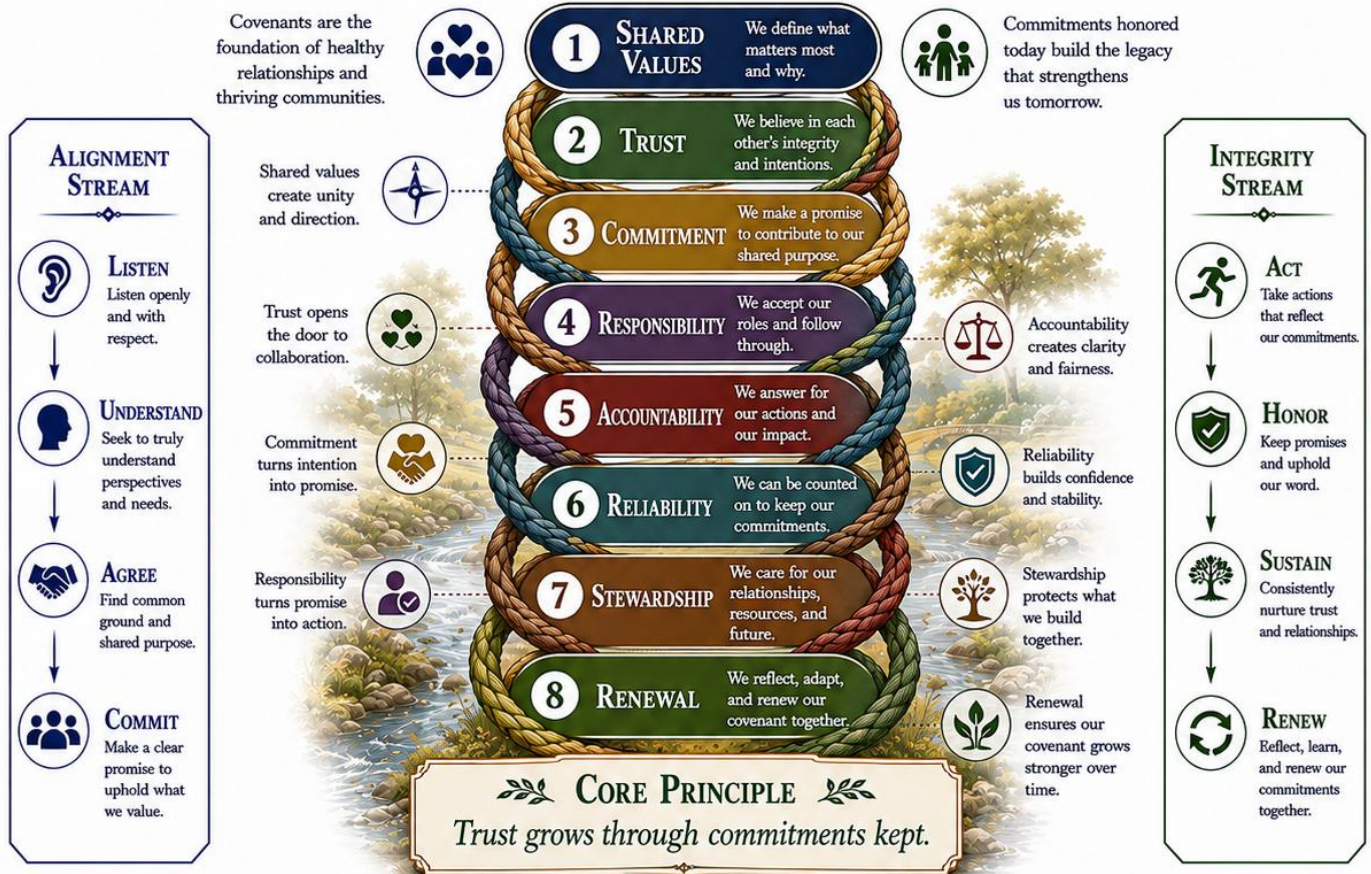 Covenants are the
foundation of healthy
relationships and
thriving communities.
1
SHARED
VALUES
We define what
matters most
and why.
Commitments honored
today build the legacy
that strengthens
us tomorrow.
ALIGNMENT
STREAM
LISTEN
Listen openly
and with
respect.
UNDERSTAND
Seek to truly
understand
perspectives
and needs.
AGREE
Find common
ground and
shared purpose.
COMMIT
Make a clear
promise to
uphold what
we value.
Shared values
create unity
and direction.
Trust opens
the door to
collaboration.
Commitment
turns intention
into promise.
Responsibility
turns promise
into action.
2
TRUST
We believe in each
other's integrity
and intentions.
3
COMMITMENT
We make a promise
to contribute to our
shared purpose.
4
RESPONSIBILITY
We accept our
roles and follow
through.
5
ACCOUNTABILITY
We answer for
our actions and
our impact.
6
RELIABILITY
We can be counted
on to keep our
commitments.
7
STEWARDSHIP
We care for our
relationships,
resources, and
future.
8
RENEWAL
We reflect, adapt,
and renew our
covenant together.
Accountability
creates clarity
and fairness.
Reliability
builds confidence
and stability.
Stewardship
protects what
we build
together.
Renewal
ensures our
covenant grows
stronger over
time.
INTEGRITY
STREAM
ACT
Take actions
that reflect
our commitments.
HONOR
Keep promises
and uphold
our word.
SUSTAIN
Consistently
nurture trust
and relationships.
RENEW
Reflect, learn,
and renew our
commitments
together.
CORE PRINCIPLE
Trust grows through commitments kept.